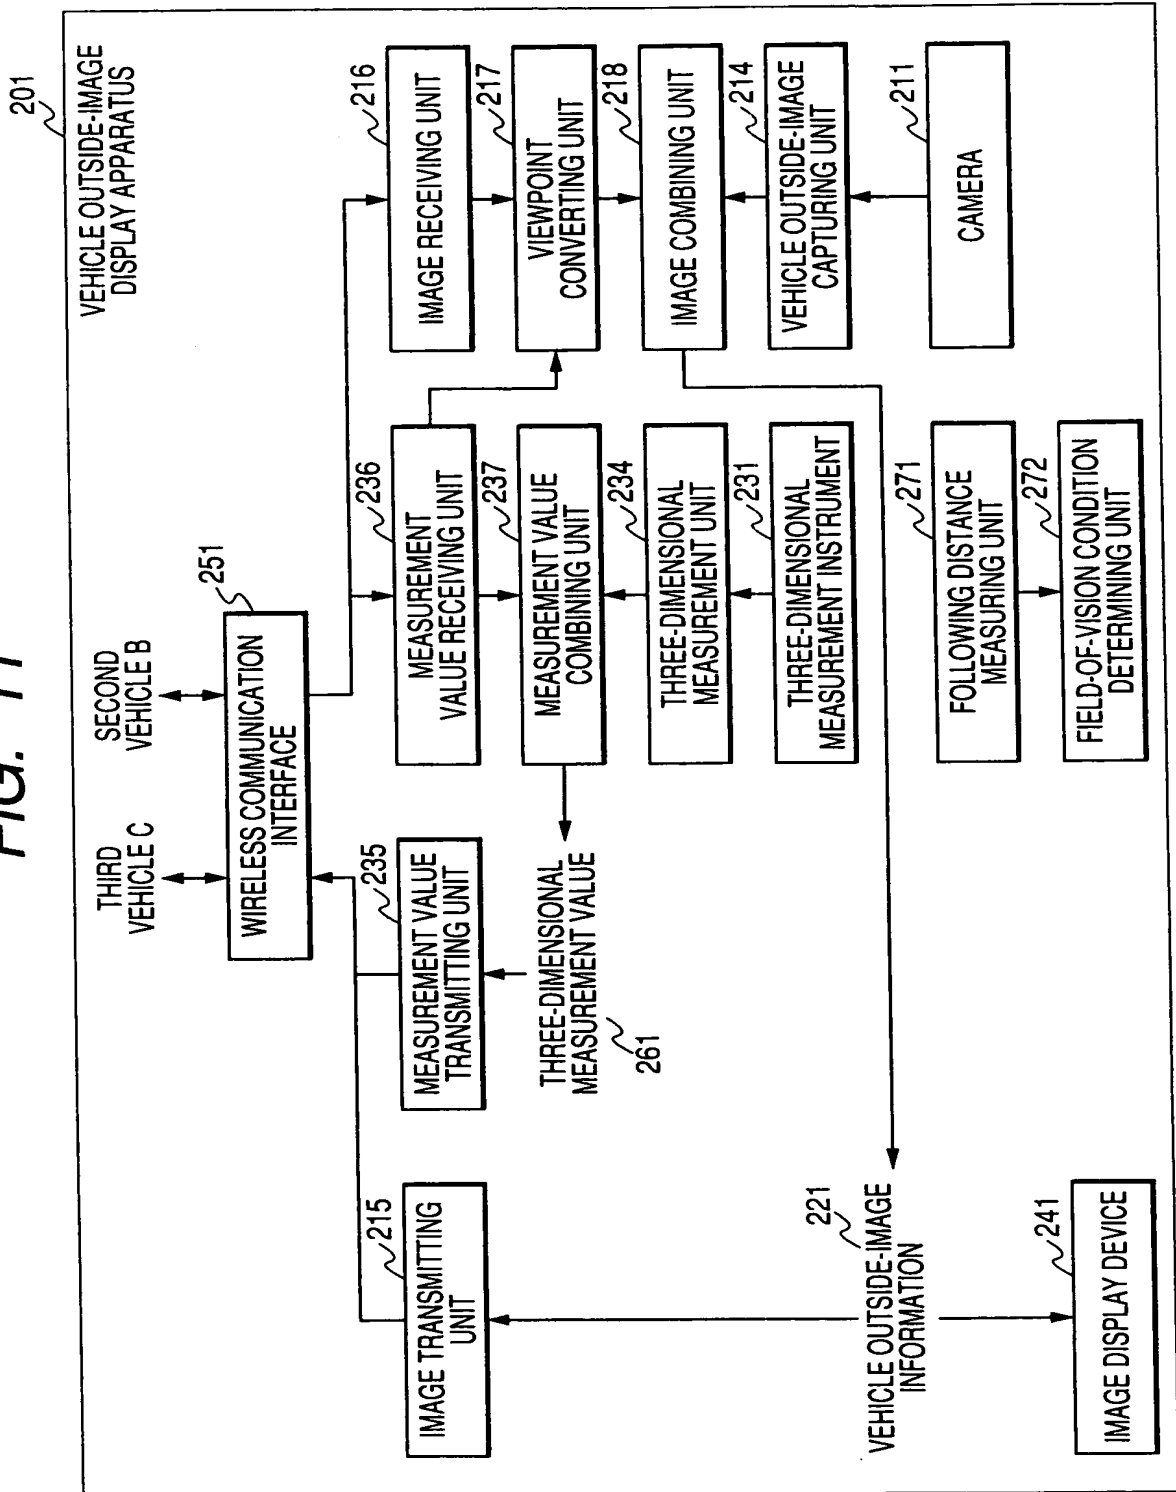 FIG. 11
201
VEHICLE OUTSIDE-IMAGE
DISPLAY APPARATUS
THIRD
VEHICLE C
SECOND
VEHICLE B
251
WIRELESS COMMUNICATION
INTERFACE
215
IMAGE TRANSMITTING
UNIT
235
MEASUREMENT VALUE
TRANSMITTING UNIT
236
MEASUREMENT
VALUE RECEIVING UNIT
216
IMAGE RECEIVING UNIT
237
MEASUREMENT VALUE
COMBINING UNIT
217
VIEWPOINT
CONVERTING UNIT
THREE-DIMENSIONAL
MEASUREMENT VALUE
261
234
THREE-DIMENSIONAL
MEASUREMENT UNIT
218
IMAGE COMBINING UNIT
231
THREE-DIMENSIONAL
MEASUREMENT INSTRUMENT
214
VEHICLE OUTSIDE-IMAGE
CAPTURING UNIT
221
VEHICLE OUTSIDE-IMAGE
INFORMATION
271
FOLLOWING DISTANCE
MEASURING UNIT
211
CAMERA
241
IMAGE DISPLAY DEVICE
272
FIELD-OF-VISION CONDITION
DETERMINING UNIT